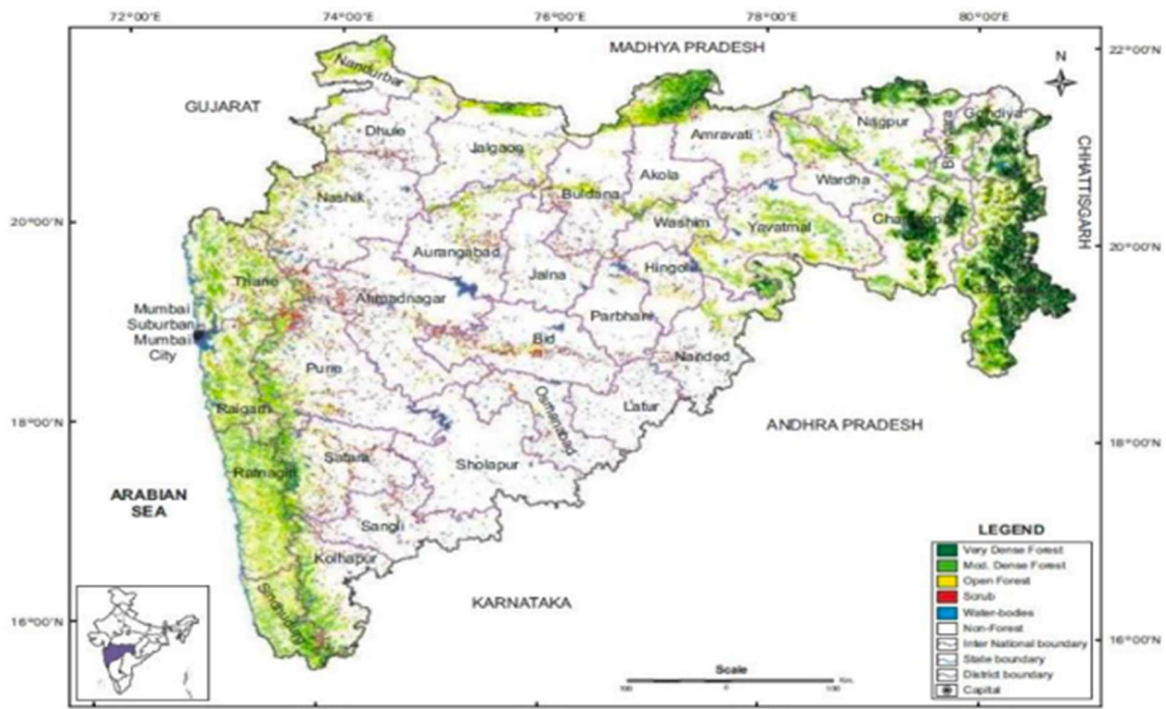 72°00'E 74°00'E 76°00'E 78°00'E 80°00'E
MADHYA PRADESH
22°00'N
N
Nandurbar
GUJARAT
Dhule
Jalgaon
Amravati
Nagpur
Bhandara
Gondiya
CHHATTISGARH
Akola
Wardha
Buldana
Nashik
20°00'N
Washim
Yavatmal
20°00'N
Aurangabad
Jalna
Hingoli
Thane
Ahmadnagar
Mumbai
Suburban
Mumbai
City
Parbhani
Bid
Nanded
Pune
Raigarh
Osmanabad
Latur
18°00'N
ANDHRA PRADESH
18°00'N
Satara
Ratnagiri
Sholapur
ARABIAN
SEA
Sangli
Kolhapur
KARNATAKA
16°00'N
16°00'N
LEGEND
Very Dense Forest
Mod. Dense Forest
Open Forest
Scrub
Water-bodies
Non-Forest
Inter National boundary
State boundary
District boundary
Capital
Scale
0